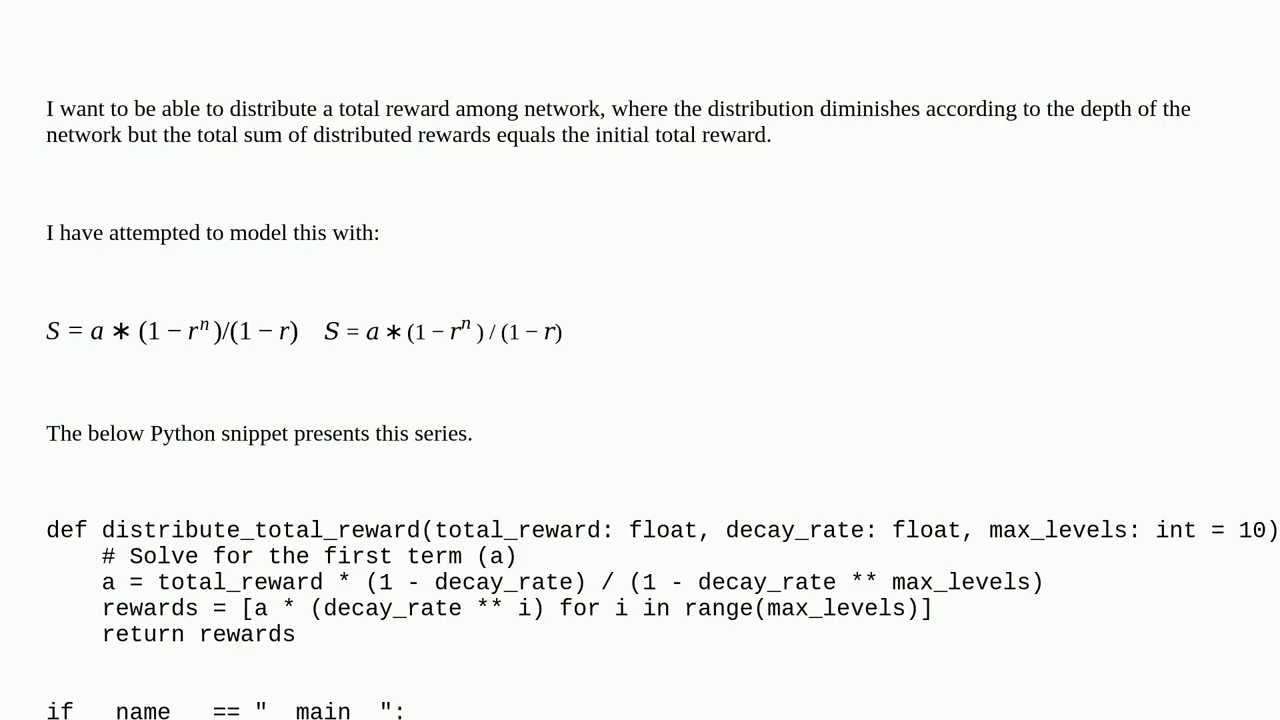 I want to be able to distribute a total reward among network, where the distribution diminishes according to the depth of the
network but the total sum of distributed rewards equals the initial total reward.
I have attempted to model this with:
S = a ∗ (1 − rⁿ)/(1 − r) S = a ∗ (1 − rⁿ) / (1 − r)
The below Python snippet presents this series.
def distribute_total_reward(total_reward: float, decay_rate: float, max_levels: int = 10)
    # Solve for the first term (a)
    a = total_reward * (1 - decay_rate) / (1 - decay_rate ** max_levels)
    rewards = [a * (decay_rate ** i) for i in range(max_levels)]
    return rewards
if __name__ == "__main__":